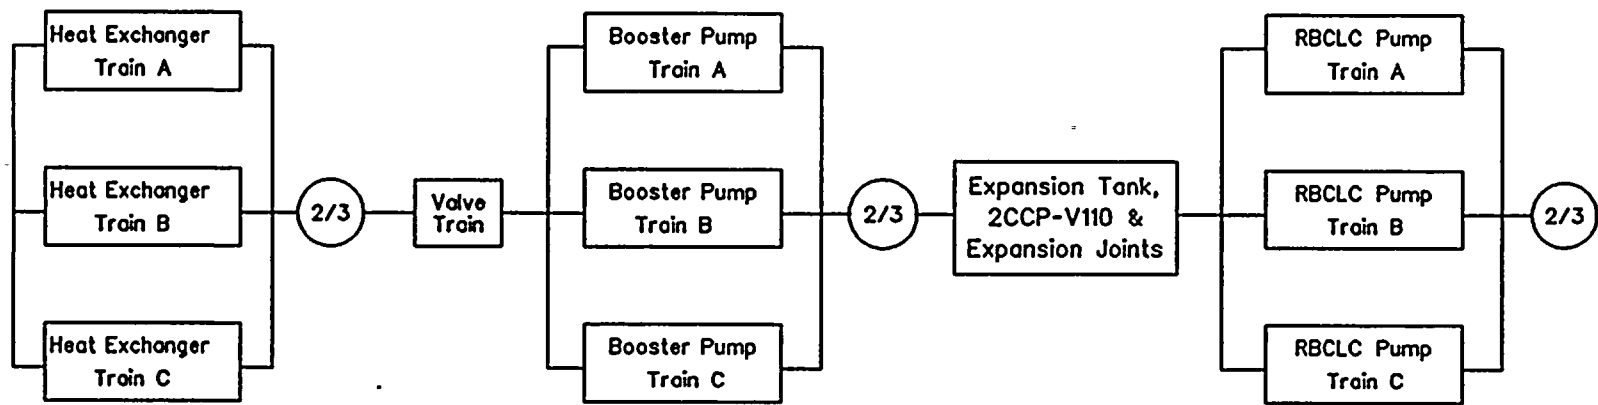 Heat Exchanger
Train A
Heat Exchanger
Train B
Heat Exchanger
Train C
2/3
Valve
Train
Booster Pump
Train A
Booster Pump
Train B
Booster Pump
Train C
2/3
Expansion Tank,
2CCP-V110 &
Expansion Joints
RBCLC Pump
Train A
RBCLC Pump
Train B
RBCLC Pump
Train C
2/3